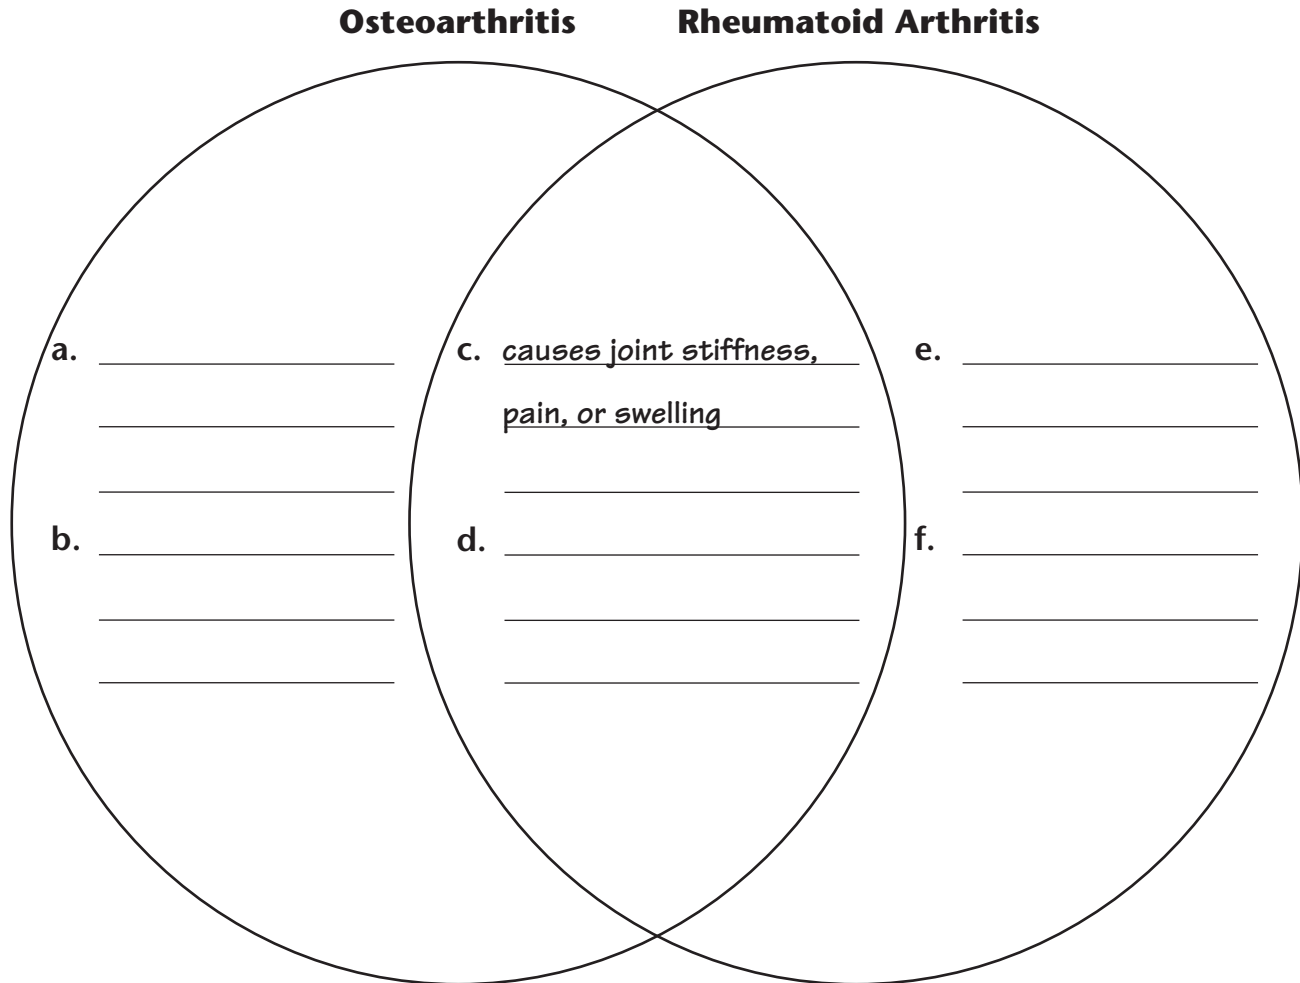 Osteoarthritis Rheumatoid Arthritis
a.
c. causes joint stiffness,
e.
pain, or swelling
b.
d.
f.